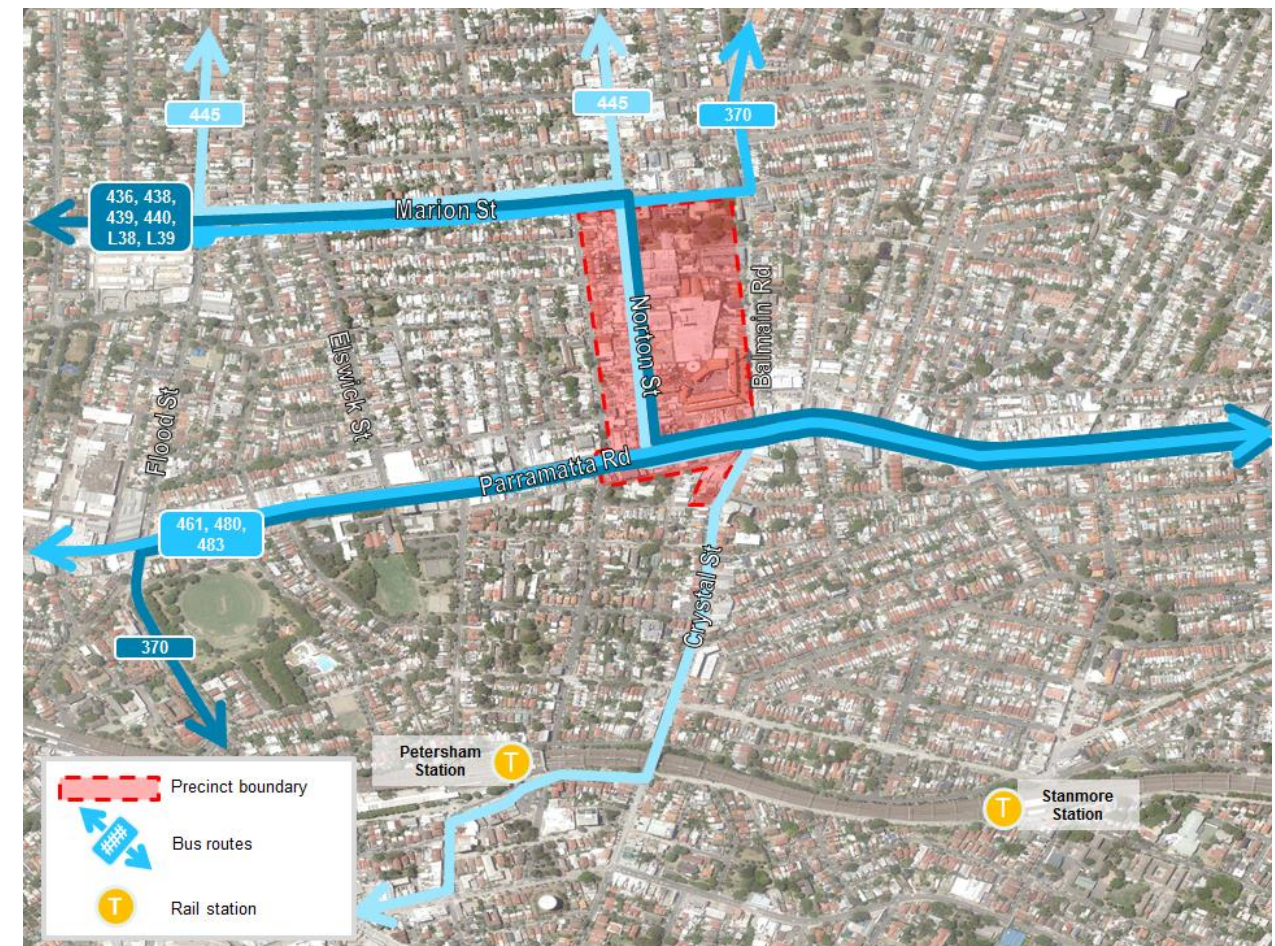 445
445
370
436, 438,
439, 440,
L38, L39
Marion St
Norton St
Balmain Rd
Elswick St
Flood St
Parramatta Rd
461, 480,
483
Crystal St
370
Petersham
Station
T
T
Stanmore
Station
Precinct boundary
Bus routes
T
Rail station